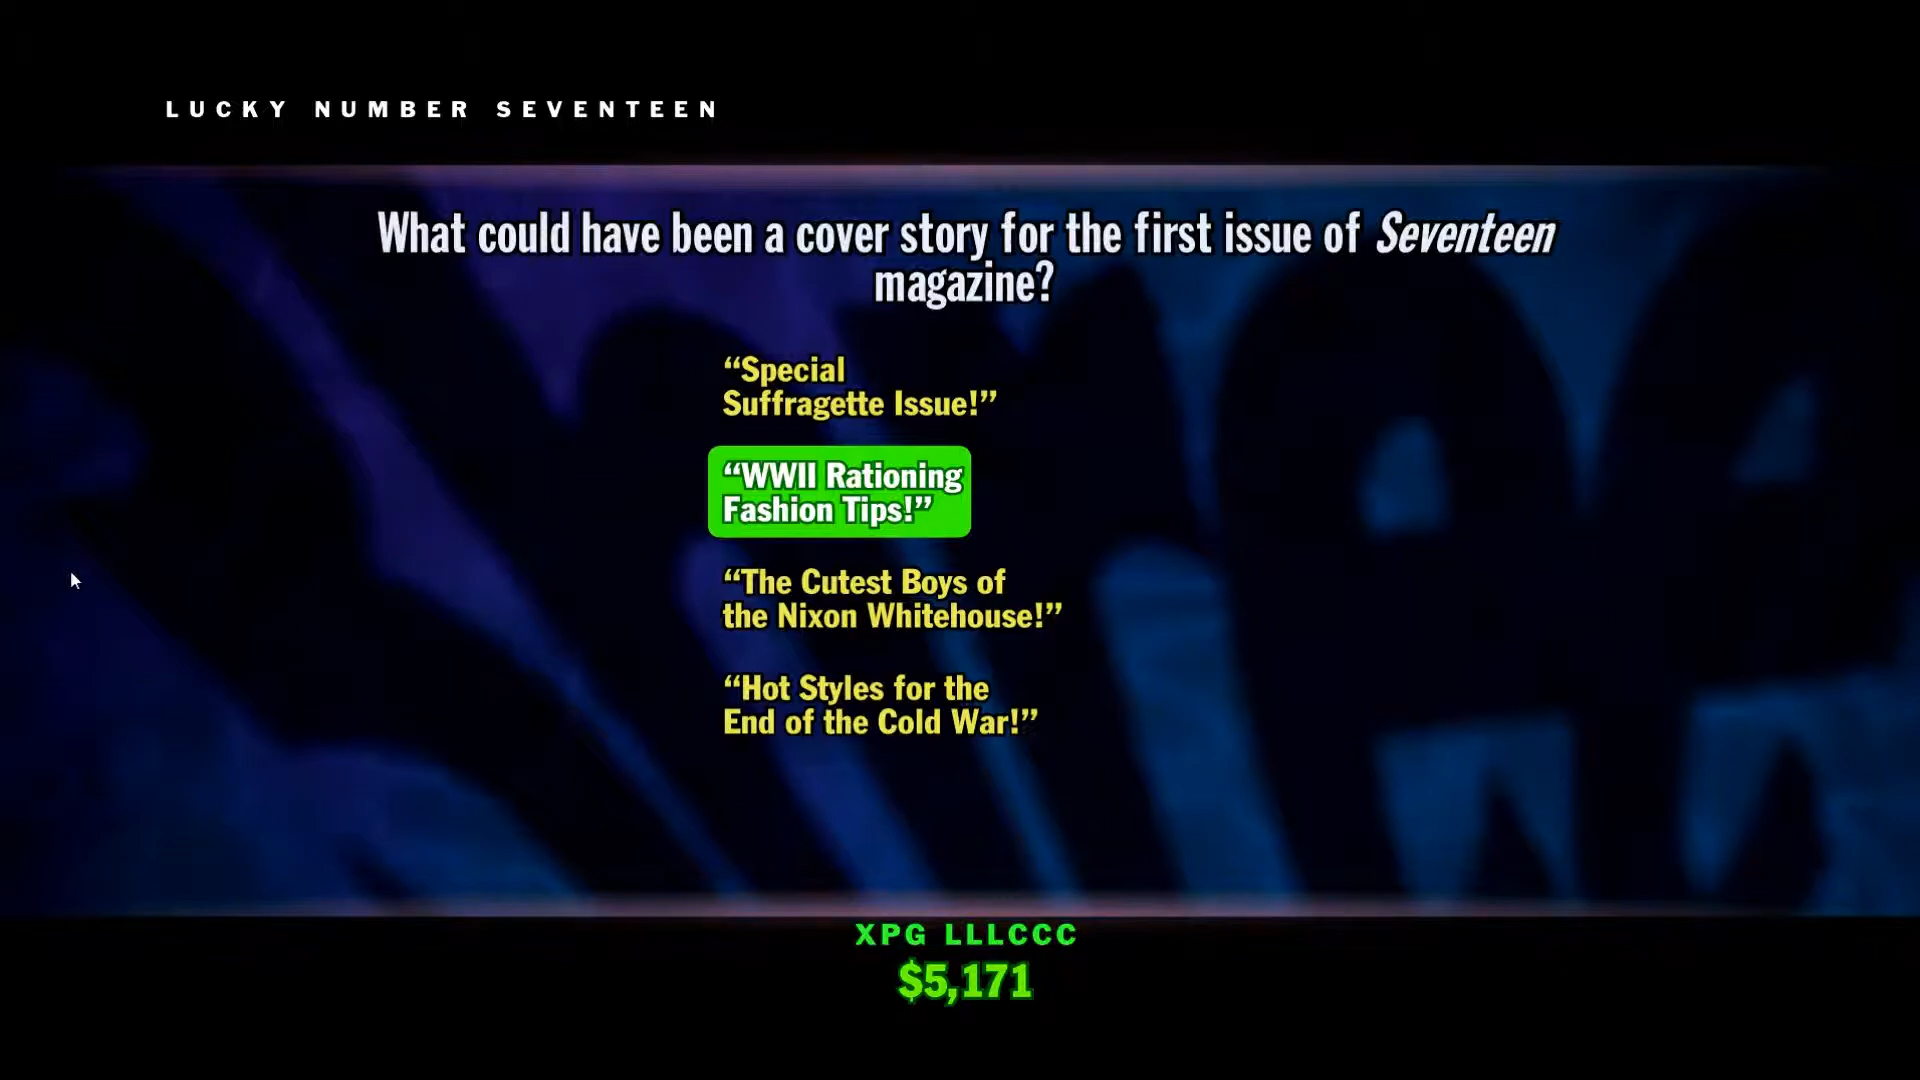 LUCKY NUMBER SEVENTEEN
What could have been a cover story for the first issue of Seventeen
magazine?
“Special
Suffragette Issue!”
“WWII Rationing
Fashion Tips!”
“The Cutest Boys of
the Nixon Whitehouse!”
“Hot Styles for the
End of the Cold War!”
XPG LLLCCC
$5,171